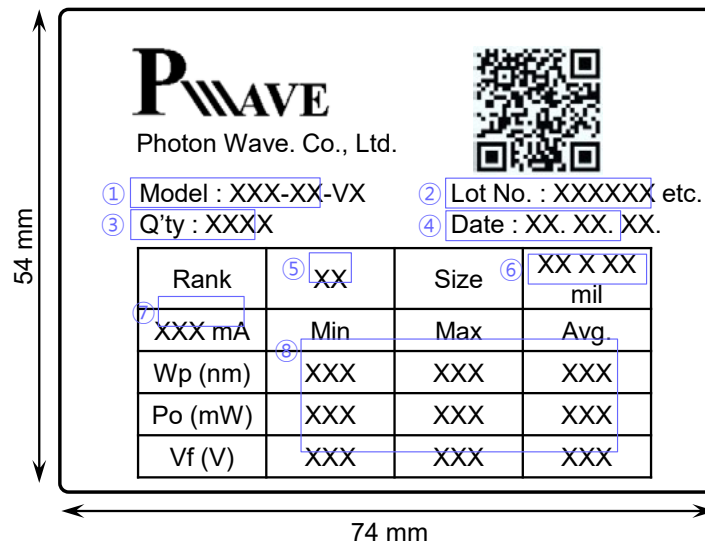 PWAVE
Photon Wave. Co., Ltd.
① Model : XXX-XX-VX ② Lot No. : XXXXXX etc.
③ Q'ty : XXXX ④ Date : XX. XX. XX.
Rank ⑤ XX Size ⑥ XX X XX mil
⑦ XXX mA Min Max Avg.
⑧
Wp (nm) XXX XXX XXX
Po (mW) XXX XXX XXX
Vf (V) XXX XXX XXX
54 mm
74 mm